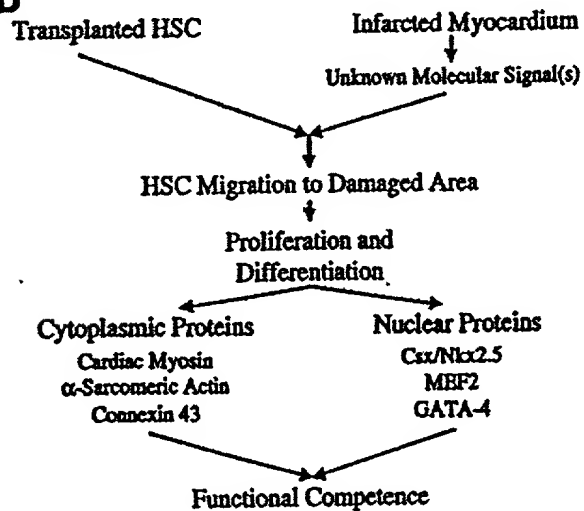 Transplanted HSC
Infarcted Myocardium
Unknown Molecular Signal(s)
HSC Migration to Damaged Area
Proliferation and
Differentiation
Cytoplasmic Proteins
Cardiac Myosin
α-Sarcomeric Actin
Connexin 43
Nuclear Proteins
Csx/Nkx2.5
MEF2
GATA-4
Functional Competence